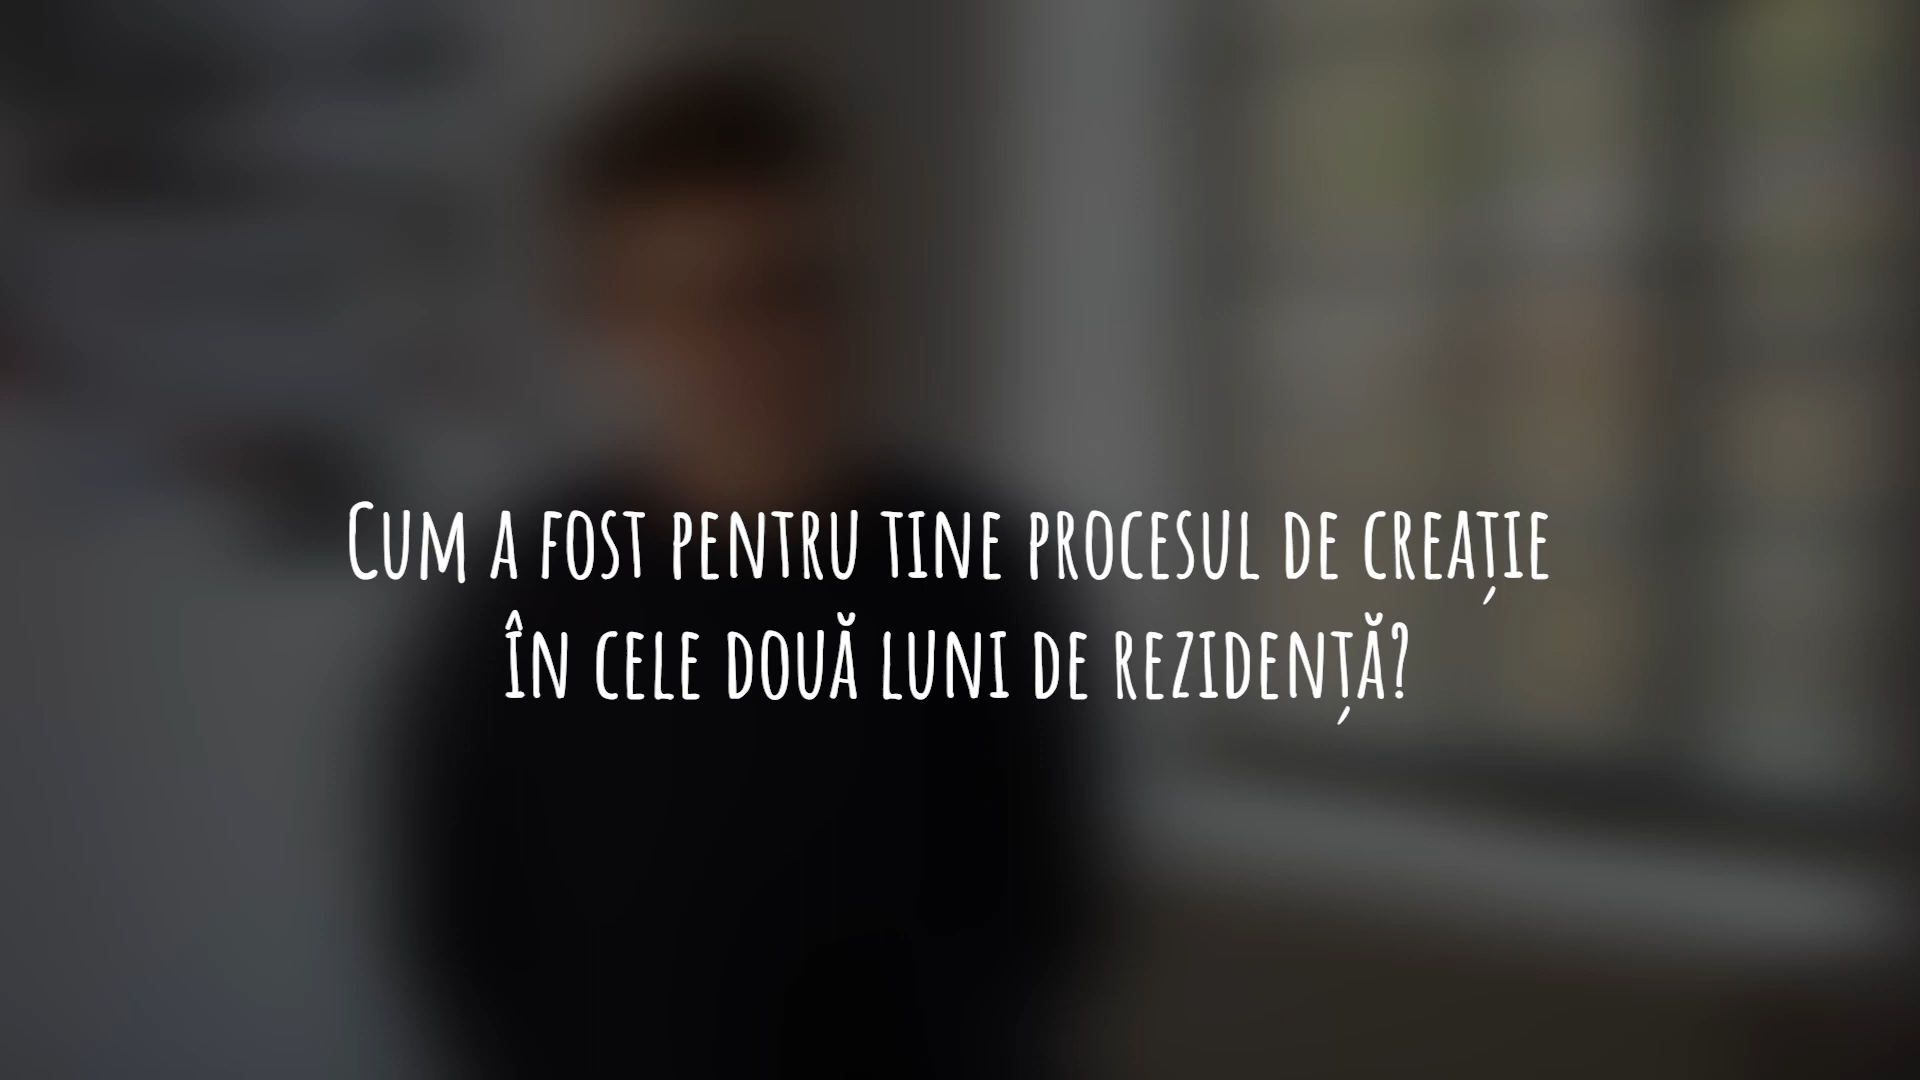 Cum a fost pentru tine procesul de creație
în cele două luni de rezidență?